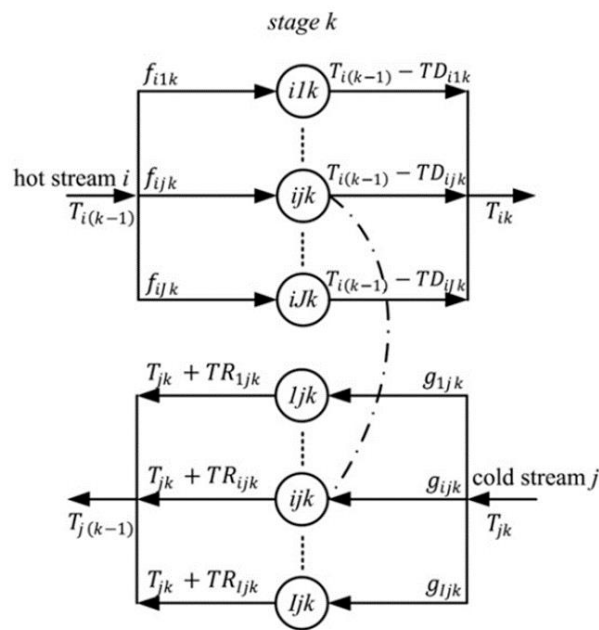 stage k
f_{i1k} i1k T_{i(k−1)} − TD_{i1k}
hot stream i f_{ijk} ijk T_{i(k−1)} − TD_{ijk}
T_{i(k−1)} T_{ik}
f_{iJk} iJk T_{i(k−1)} − TD_{iJk}
T_{jk} + TR_{1jk} 1jk g_{1jk}
T_{jk} + TR_{ijk} ijk g_{ijk} cold stream j
T_{j(k−1)} T_{jk}
T_{jk} + TR_{Ijk} Ijk g_{Ijk}